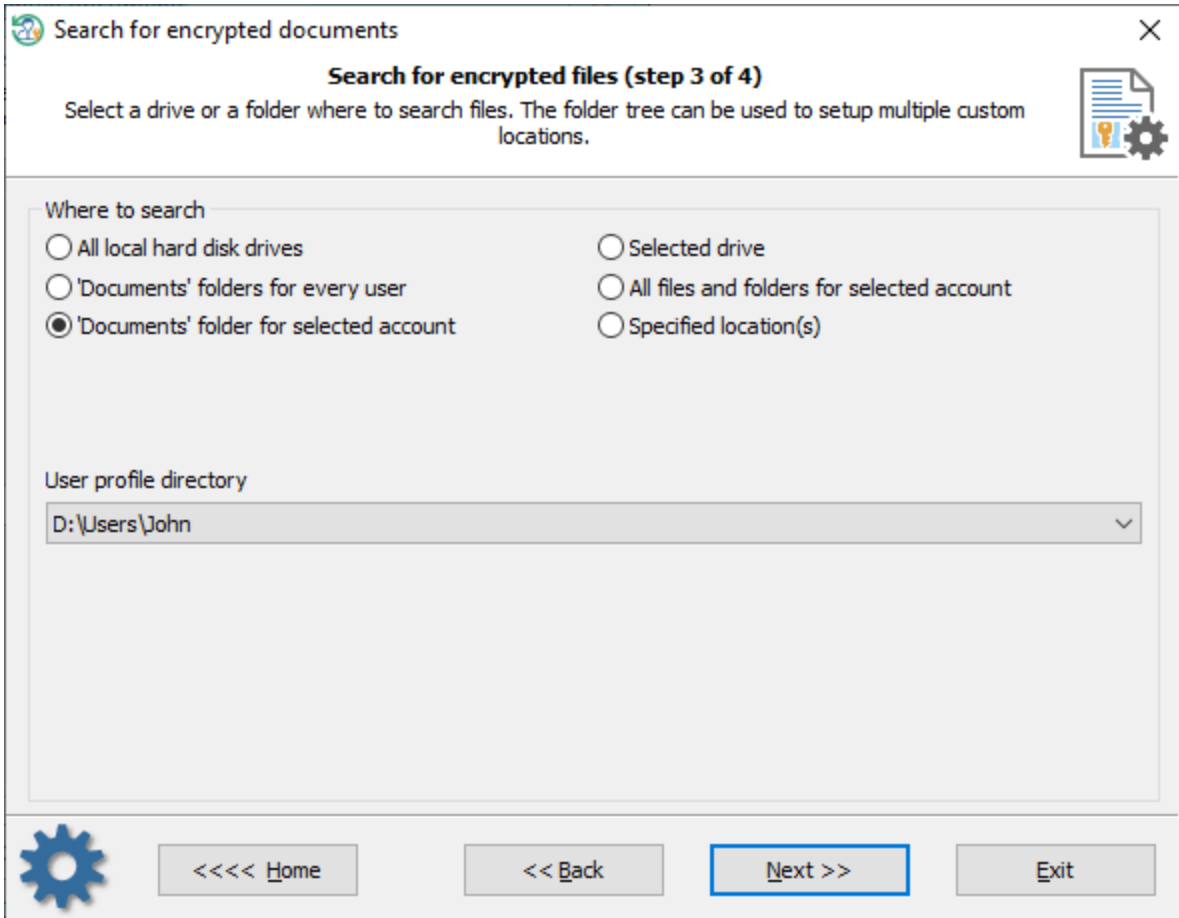 Search for encrypted documents
Search for encrypted files (step 3 of 4)
Select a drive or a folder where to search files. The folder tree can be used to setup multiple custom
locations.
Where to search
All local hard disk drives
Selected drive
'Documents' folders for every user
All files and folders for selected account
'Documents' folder for selected account
Specified location(s)
User profile directory
D:\Users\John
<<<< Home
<< Back
Next >>
Exit